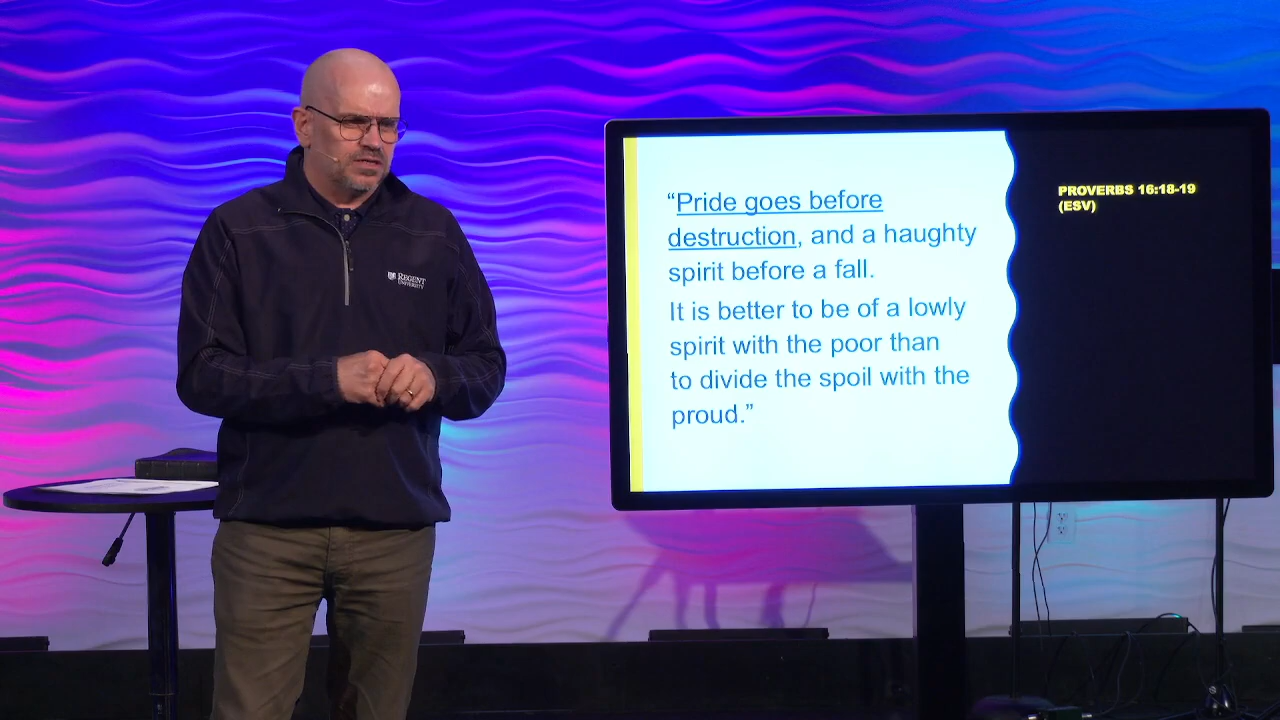 REGENT
UNIVERSITY
“Pride goes before
destruction, and a haughty
spirit before a fall.
It is better to be of a lowly
spirit with the poor than
to divide the spoil with the
proud.”
PROVERBS 16:18-19
(ESV)